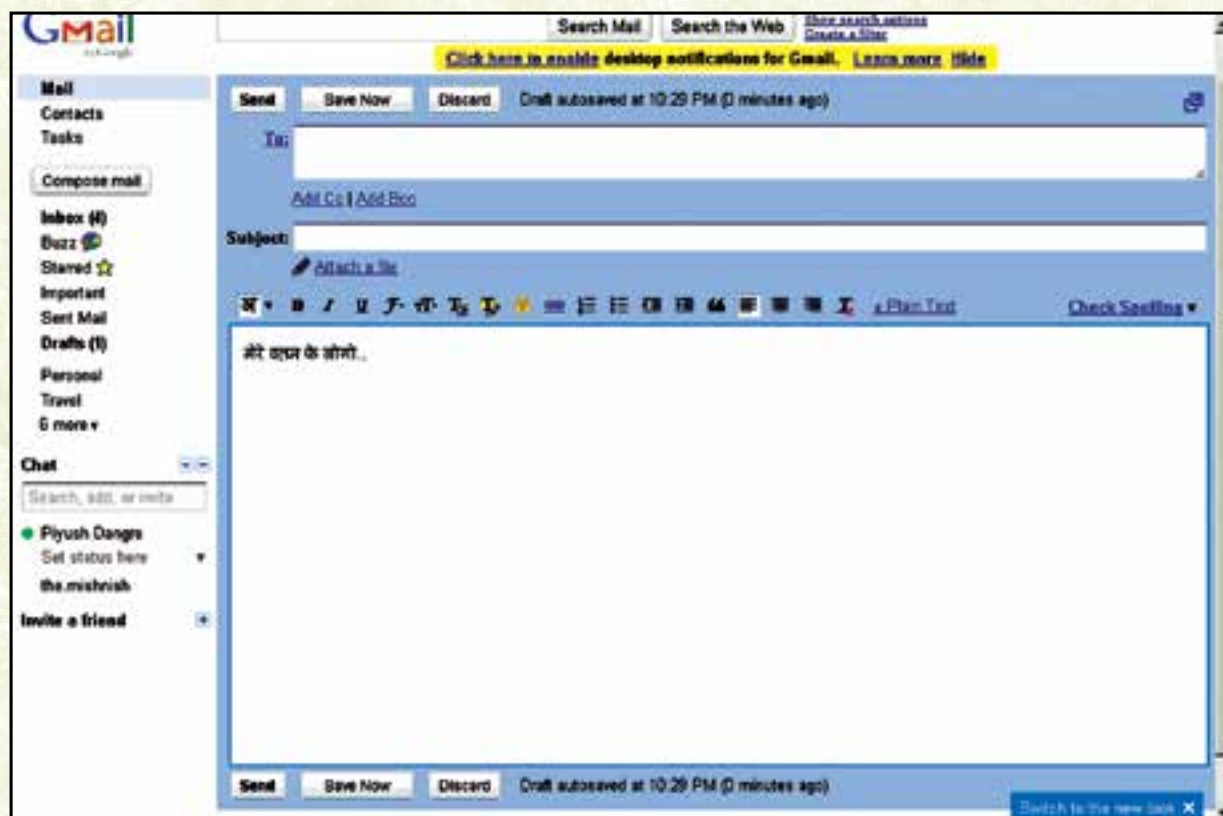 GMail
by Google
Search Mail Search the Web Show search options
Create a filter
Click here to enable desktop notifications for Gmail. Learn more Hide
Mail
Contacts
Tasks
Compose mail
Inbox (4)
Buzz
Starred
Important
Sent Mail
Drafts (1)
Personal
Travel
6 more
Chat
Search, add, or invite
Piyush Dangre
Set status here
the.mishnish
Invite a friend
Send Save Now Discard Draft autosaved at 10:29 PM (0 minutes ago)
To:
Add Cc | Add Bcc
Subject:
Attach a file
अ B I U « Plain Text Check Spelling
मेरे वतन के लोगो..
Send Save Now Discard Draft autosaved at 10:29 PM (0 minutes ago)
Switch to the new look X